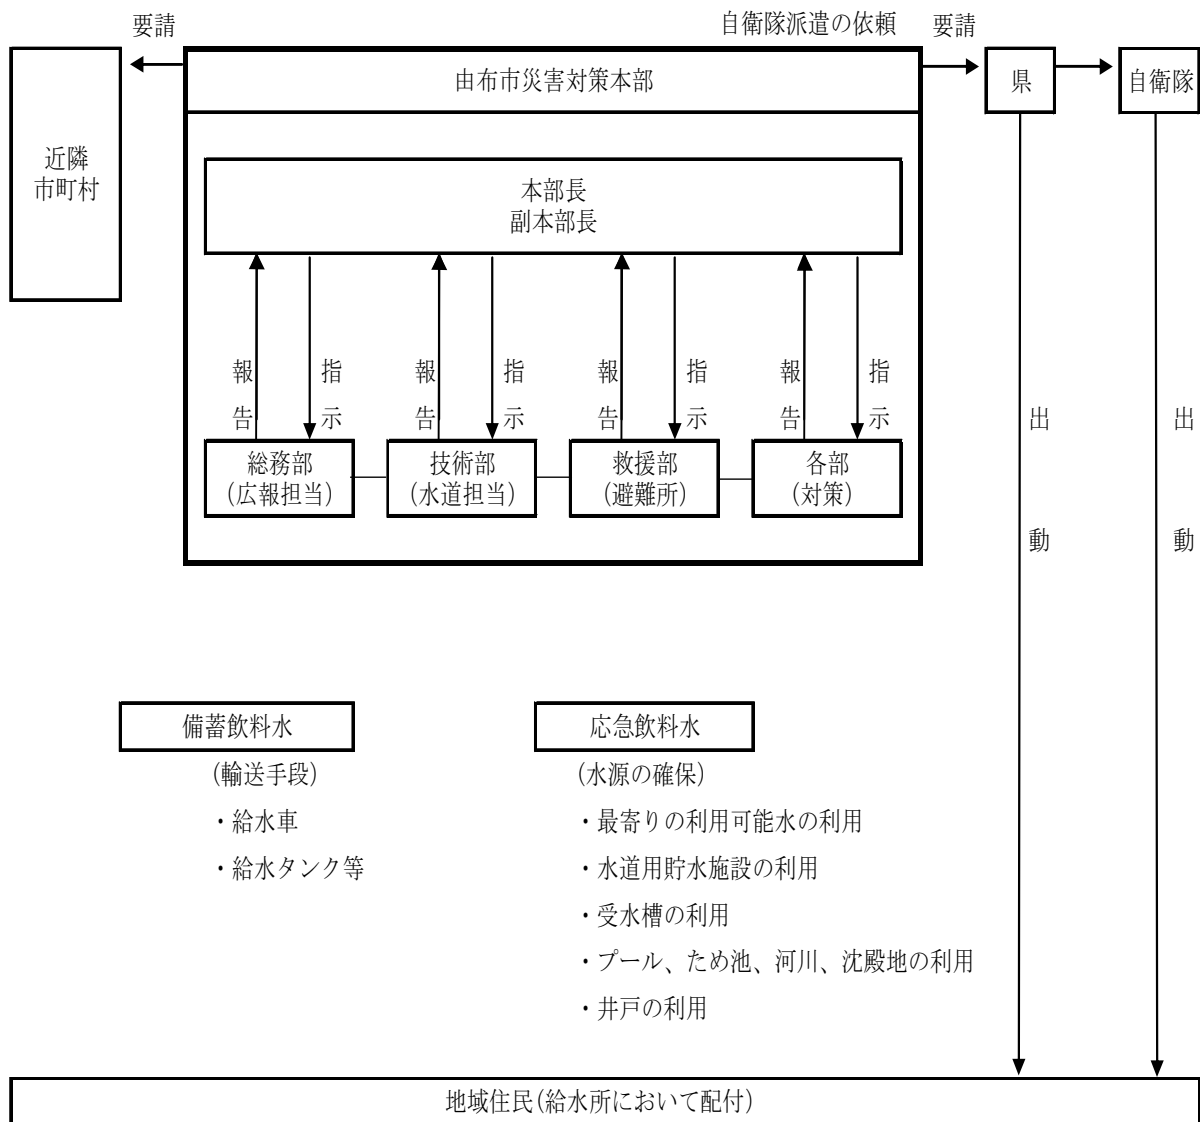 要請
自衛隊派遣の依頼
要請
近隣
市町村
由布市災害対策本部
県
自衛隊
本部長
副本部長
報告
指示
報告
指示
報告
指示
報告
指示
総務部
(広報担当)
技術部
(水道担当)
救援部
(避難所)
各部
(対策)
出動
出動
備蓄飲料水
(輸送手段)
・給水車
・給水タンク等
応急飲料水
(水源の確保)
・最寄りの利用可能水の利用
・水道用貯水施設の利用
・受水槽の利用
・プール、ため池、河川、沈殿地の利用
・井戸の利用
地域住民(給水所において配付)